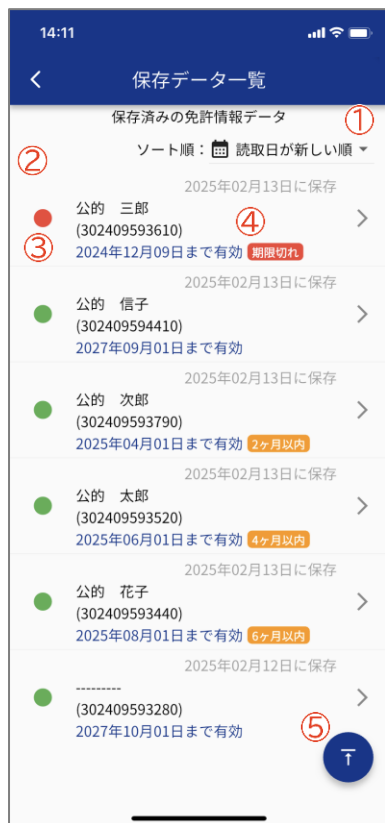 14:11
保存データ一覧
保存済みの免許情報データ
①
ソート順： 読取日が新しい順
②
2025年02月13日に保存
公的　三郎
④
(302409593610)
③
2024年12月09日まで有効 期限切れ
2025年02月13日に保存
公的　信子
(302409594410)
2027年09月01日まで有効
2025年02月13日に保存
公的　次郎
(302409593790)
2025年04月01日まで有効 2ヶ月以内
2025年02月13日に保存
公的　太郎
(302409593520)
2025年06月01日まで有効 4ヶ月以内
2025年02月13日に保存
公的　花子
(302409593440)
2025年08月01日まで有効 6ヶ月以内
2025年02月12日に保存
---------
(302409593280)
⑤
2027年10月01日まで有効